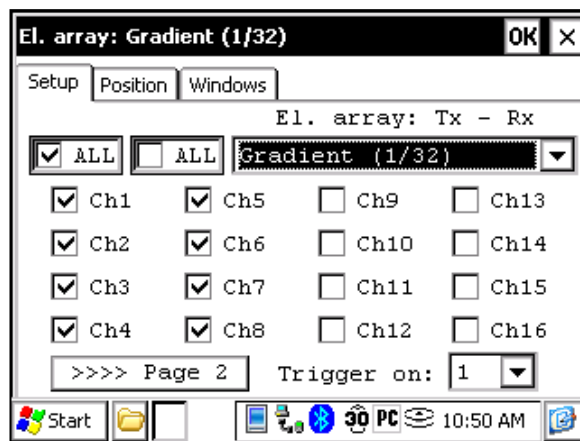 El. array: Gradient (1/32) OK ×
Setup Position Windows
El. array: Tx - Rx
ALL ALL Gradient (1/32)
Ch1 Ch5 Ch9 Ch13
Ch2 Ch6 Ch10 Ch14
Ch3 Ch7 Ch11 Ch15
Ch4 Ch8 Ch12 Ch16
>>>> Page 2 Trigger on: 1
Start 30 PC 10:50 AM